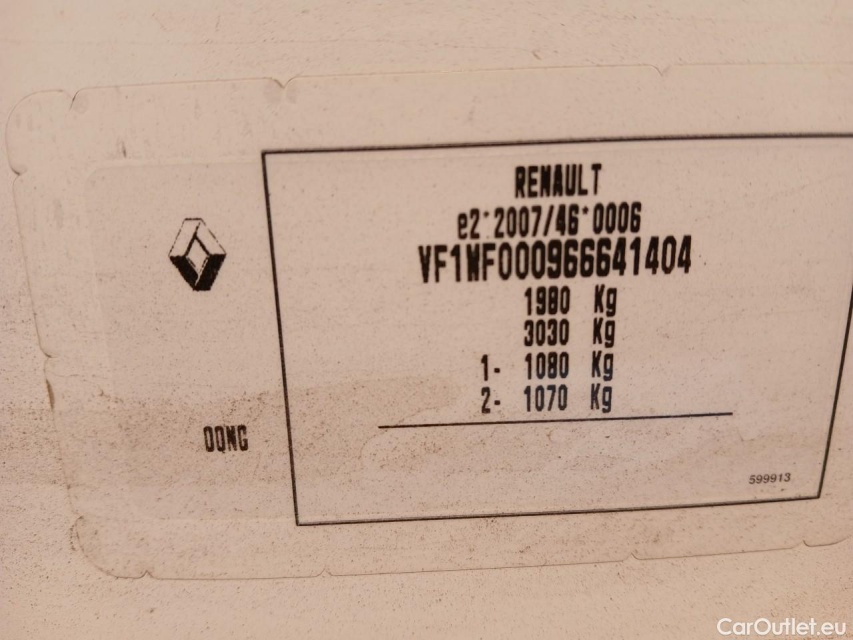 RENAULT
e2*2007/46*0006
VF1WF000966641404
1980 Kg
3030 Kg
1- 1080 Kg
2- 1070 Kg
OQNG
599913
CarOutlet.eu